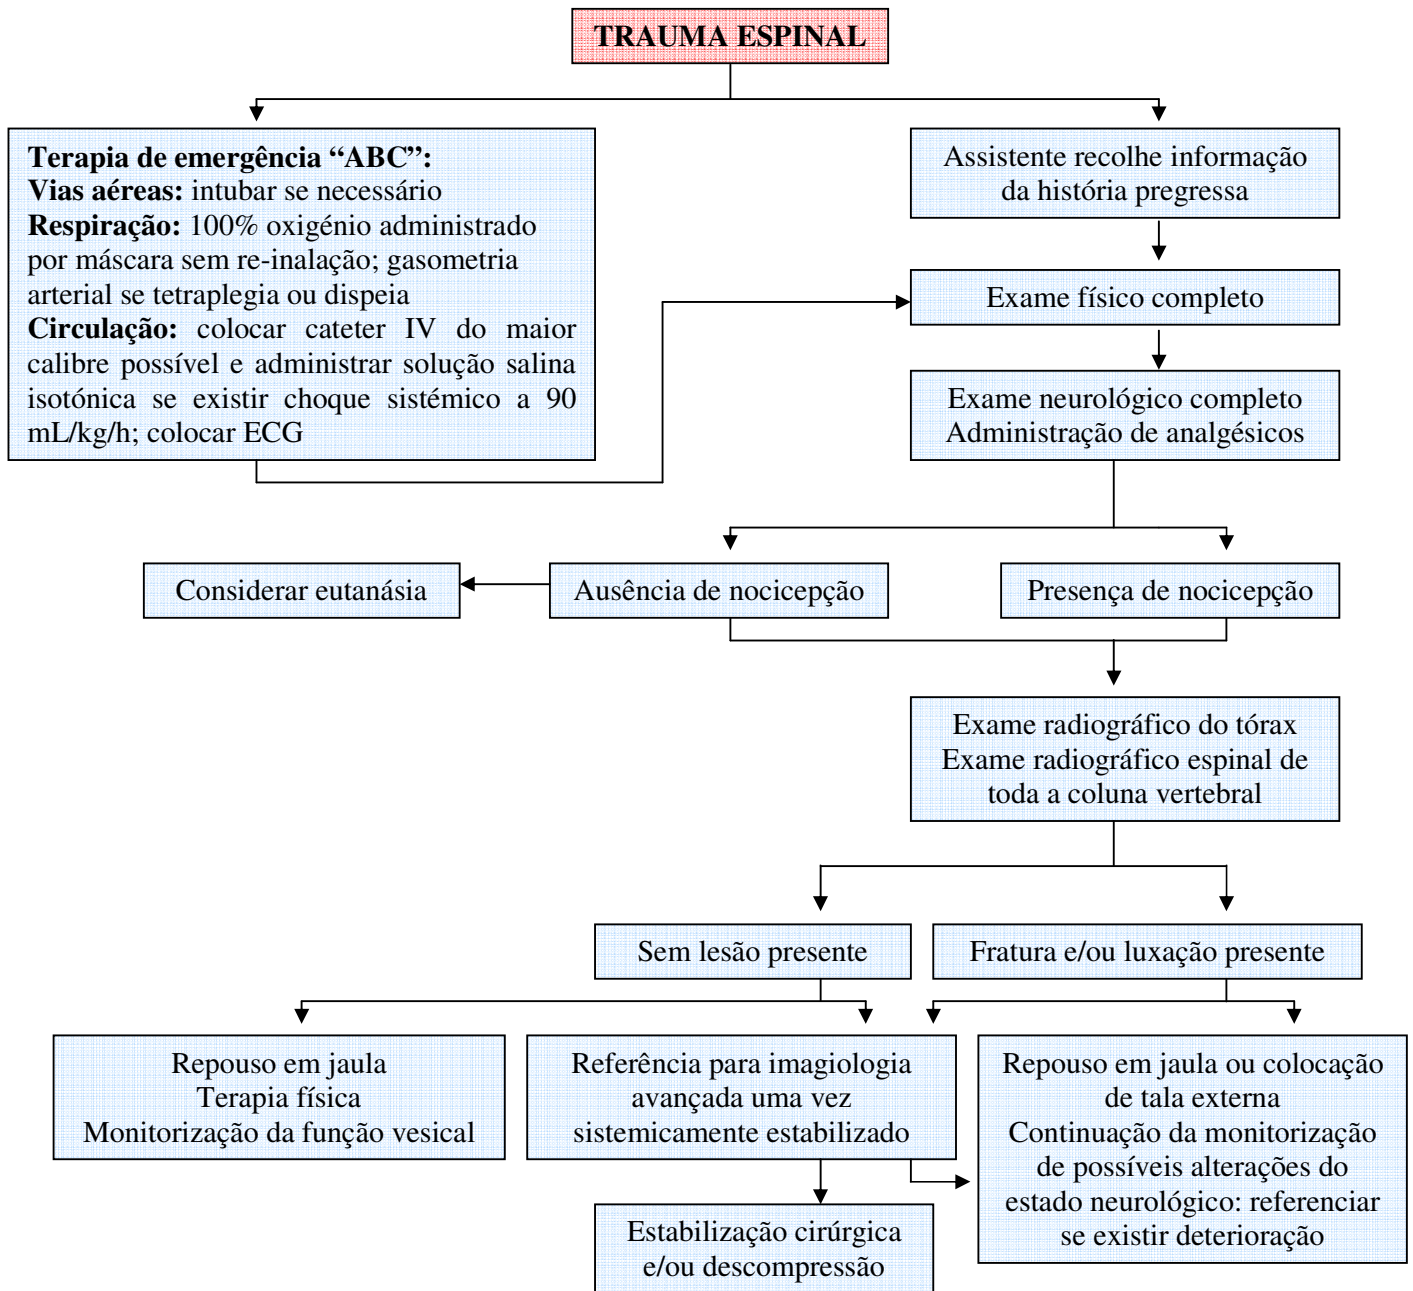 TRAUMA ESPINAL
Terapia de emergência “ABC”:
Vias aéreas: intubar se necessário
Respiração: 100% oxigénio administrado
por máscara sem re-inalação; gasometria
arterial se tetraplegia ou dispeia
Circulação: colocar cateter IV do maior
calibre possível e administrar solução salina
isotónica se existir choque sistémico a 90
mL/kg/h; colocar ECG
Assistente recolhe informação
da história pregressa
Exame físico completo
Exame neurológico completo
Administração de analgésicos
Considerar eutanásia
Ausência de nocicepção
Presença de nocicepção
Exame radiográfico do tórax
Exame radiográfico espinal de
toda a coluna vertebral
Sem lesão presente
Fratura e/ou luxação presente
Repouso em jaula
Terapia física
Monitorização da função vesical
Referência para imagiologia
avançada uma vez
sistemicamente estabilizado
Repouso em jaula ou colocação
de tala externa
Continuação da monitorização
de possíveis alterações do
estado neurológico: referenciar
se existir deterioração
Estabilização cirúrgica
e/ou descompressão